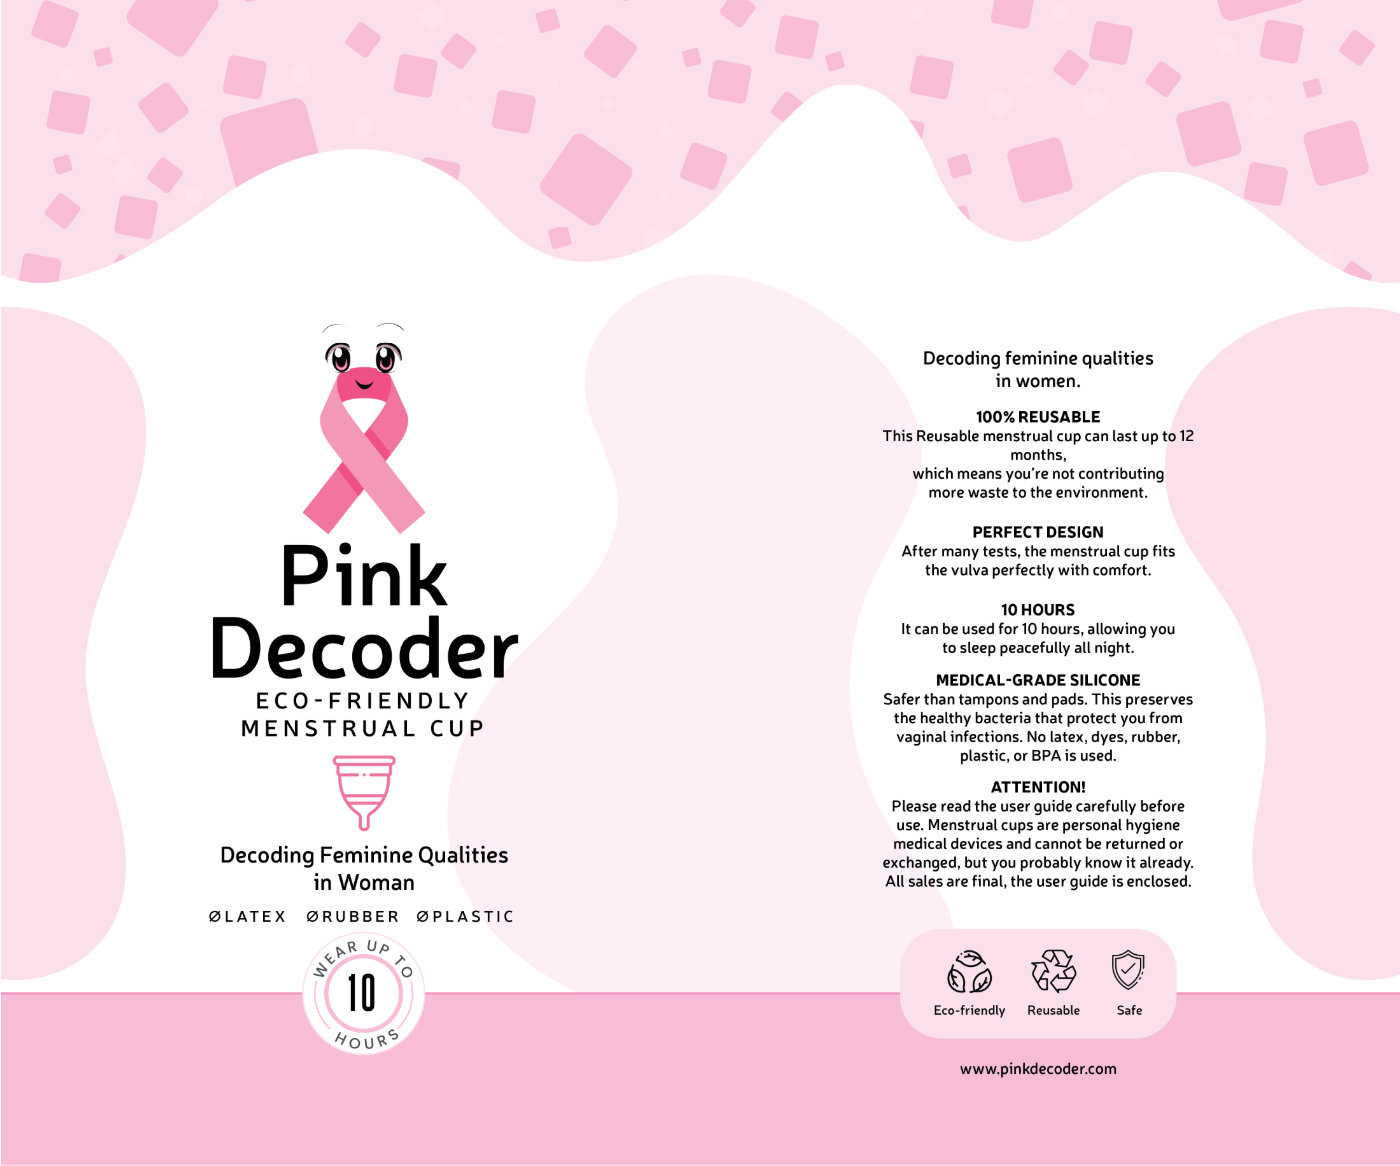 Pink
Decoder
ECO-FRIENDLY
MENSTRUAL CUP
Decoding Feminine Qualities
in Woman
ØLATEX ØRUBBER ØPLASTIC
WEAR UP TO
10
HOURS
Decoding feminine qualities
in women.
100% REUSABLE
This Reusable menstrual cup can last up to 12
months,
which means you're not contributing
more waste to the environment.
PERFECT DESIGN
After many tests, the menstrual cup fits
the vulva perfectly with comfort.
10 HOURS
It can be used for 10 hours, allowing you
to sleep peacefully all night.
MEDICAL-GRADE SILICONE
Safer than tampons and pads. This preserves
the healthy bacteria that protect you from
vaginal infections. No latex, dyes, rubber,
plastic, or BPA is used.
ATTENTION!
Please read the user guide carefully before
use. Menstrual cups are personal hygiene
medical devices and cannot be returned or
exchanged, but you probably know it already.
All sales are final, the user guide is enclosed.
Eco-friendly Reusable Safe
www.pinkdecoder.com